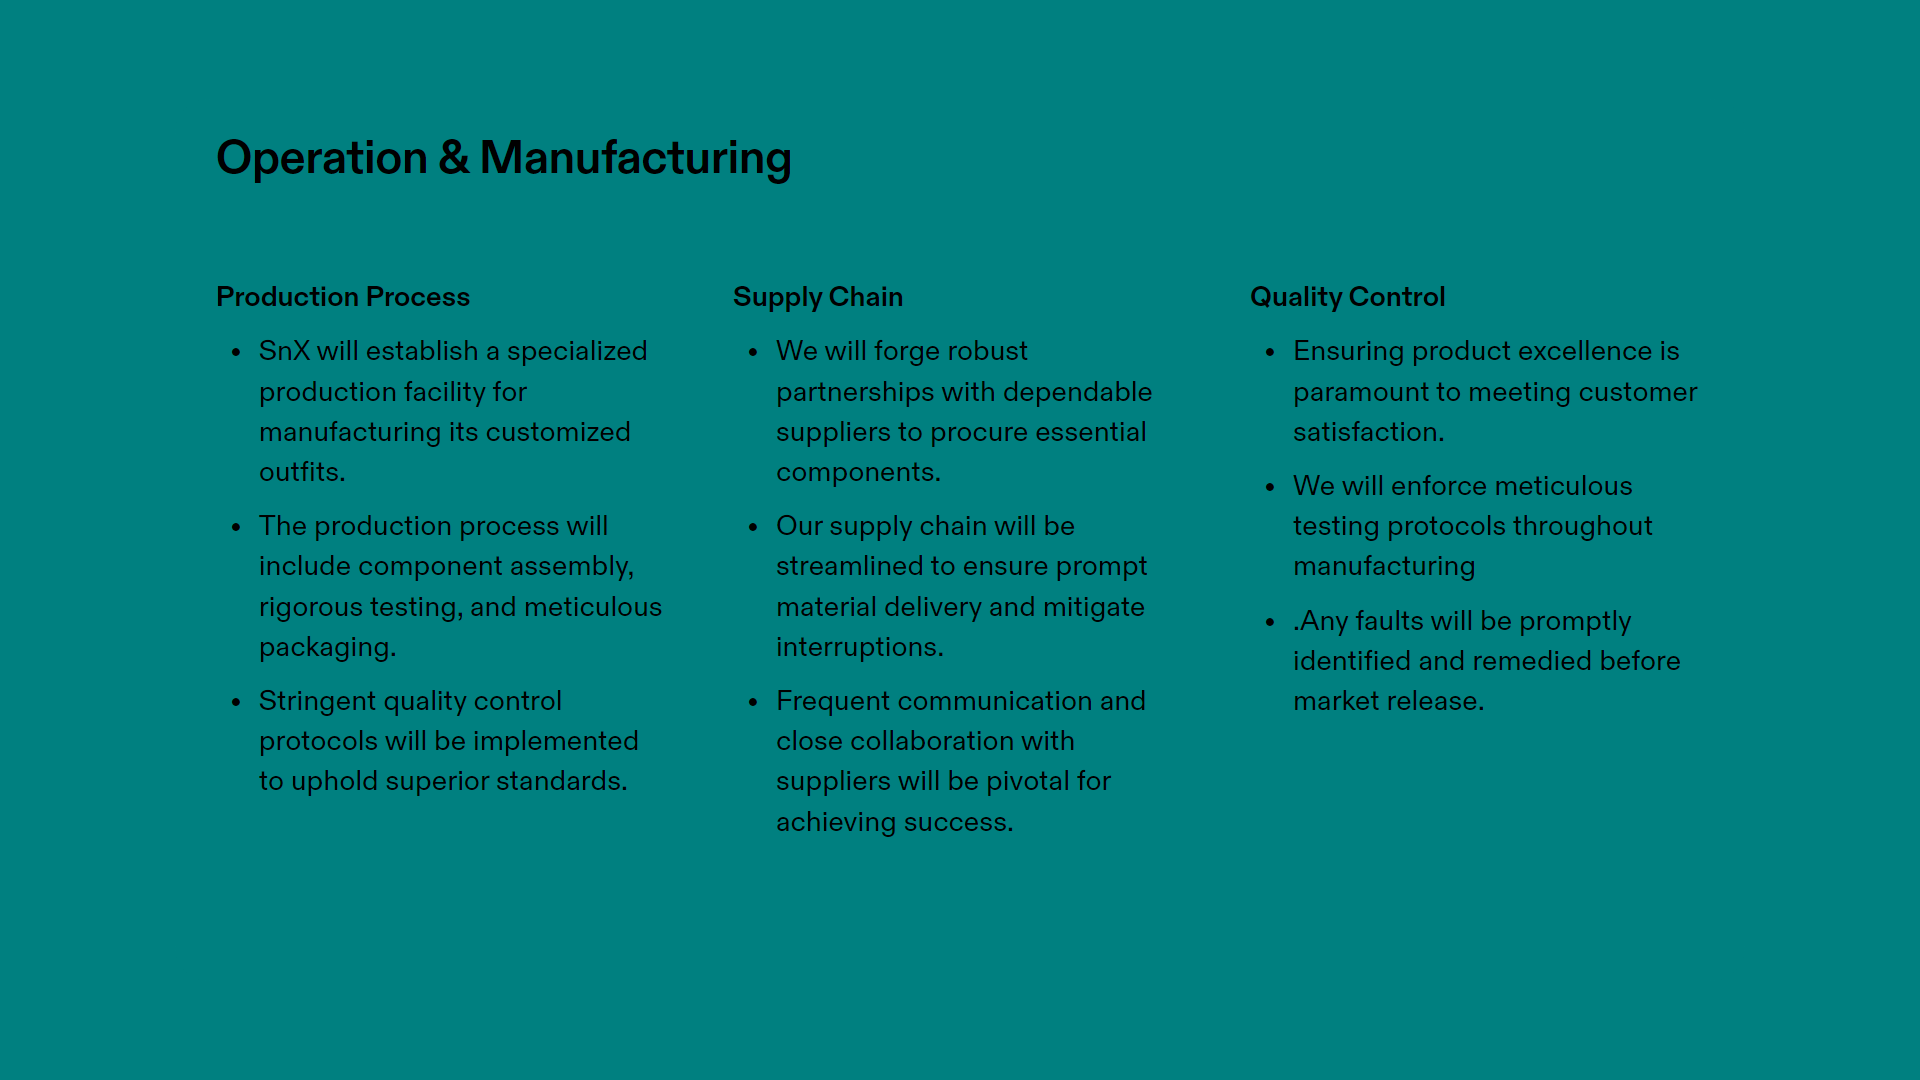 Operation & Manufacturing
Production Process
• SnX will establish a specialized
production facility for
manufacturing its customized
outfits.
• The production process will
include component assembly,
rigorous testing, and meticulous
packaging.
• Stringent quality control
protocols will be implemented
to uphold superior standards.
Supply Chain
• We will forge robust
partnerships with dependable
suppliers to procure essential
components.
• Our supply chain will be
streamlined to ensure prompt
material delivery and mitigate
interruptions.
• Frequent communication and
close collaboration with
suppliers will be pivotal for
achieving success.
Quality Control
• Ensuring product excellence is
paramount to meeting customer
satisfaction.
• We will enforce meticulous
testing protocols throughout
manufacturing
• .Any faults will be promptly
identified and remedied before
market release.